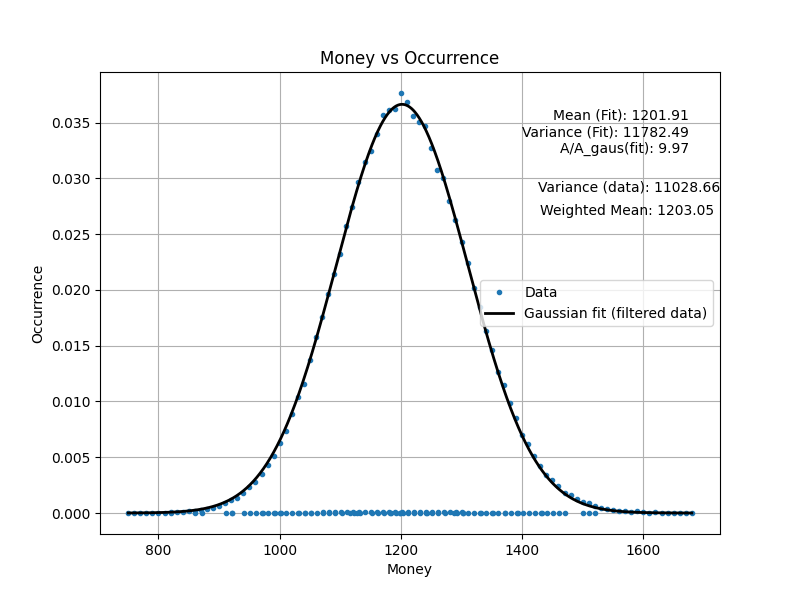 Money vs Occurrence
Mean (Fit): 1201.91
Variance (Fit): 11782.49
A/A_gaus(fit): 9.97
Variance (data): 11028.66
Weighted Mean: 1203.05
Data
Gaussian fit (filtered data)
Occurrence
0.035
0.030
0.025
0.020
0.015
0.010
0.005
0.000
800
1000
1200
1400
1600
Money